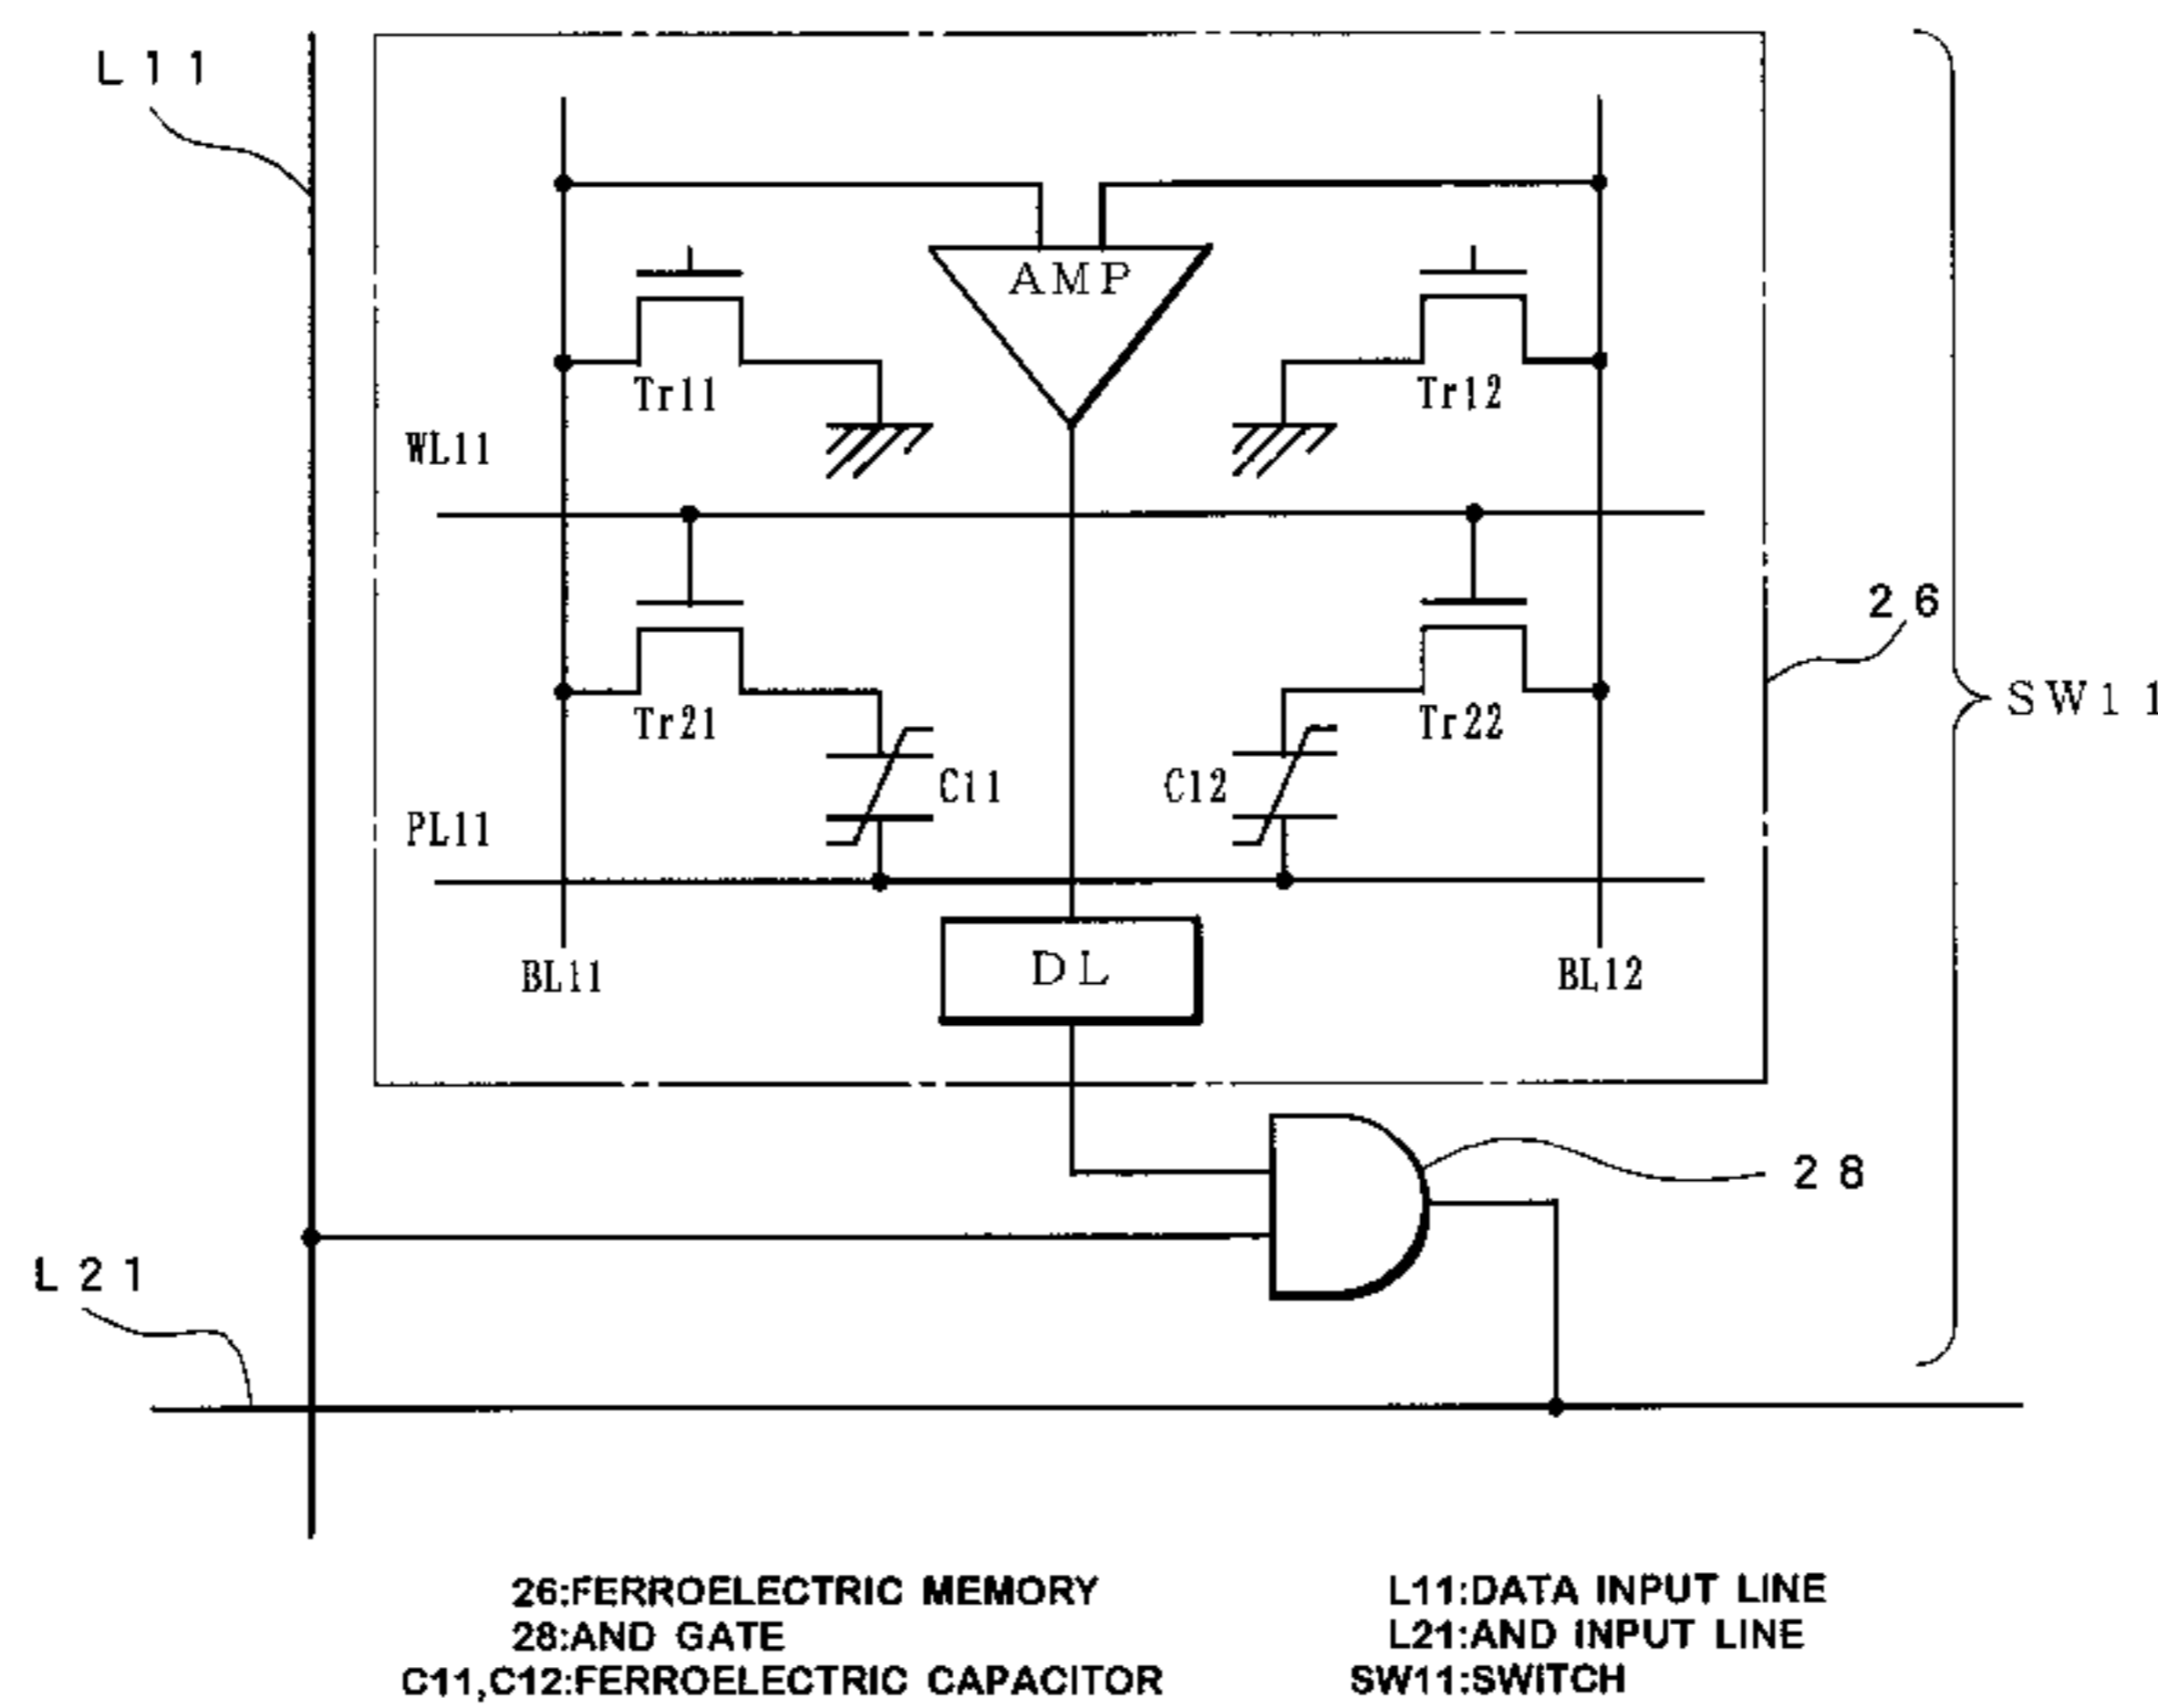 L11
AMP
Tr11
Tr12
WL11
26
SW11
Tr21
Tr22
C11
C12
PL11
DL
BL11
BL12
28
L21
26:FERROELECTRIC MEMORY
28:AND GATE
C11,C12:FERROELECTRIC CAPACITOR
L11:DATA INPUT LINE
L21:AND INPUT LINE
SW11:SWITCH